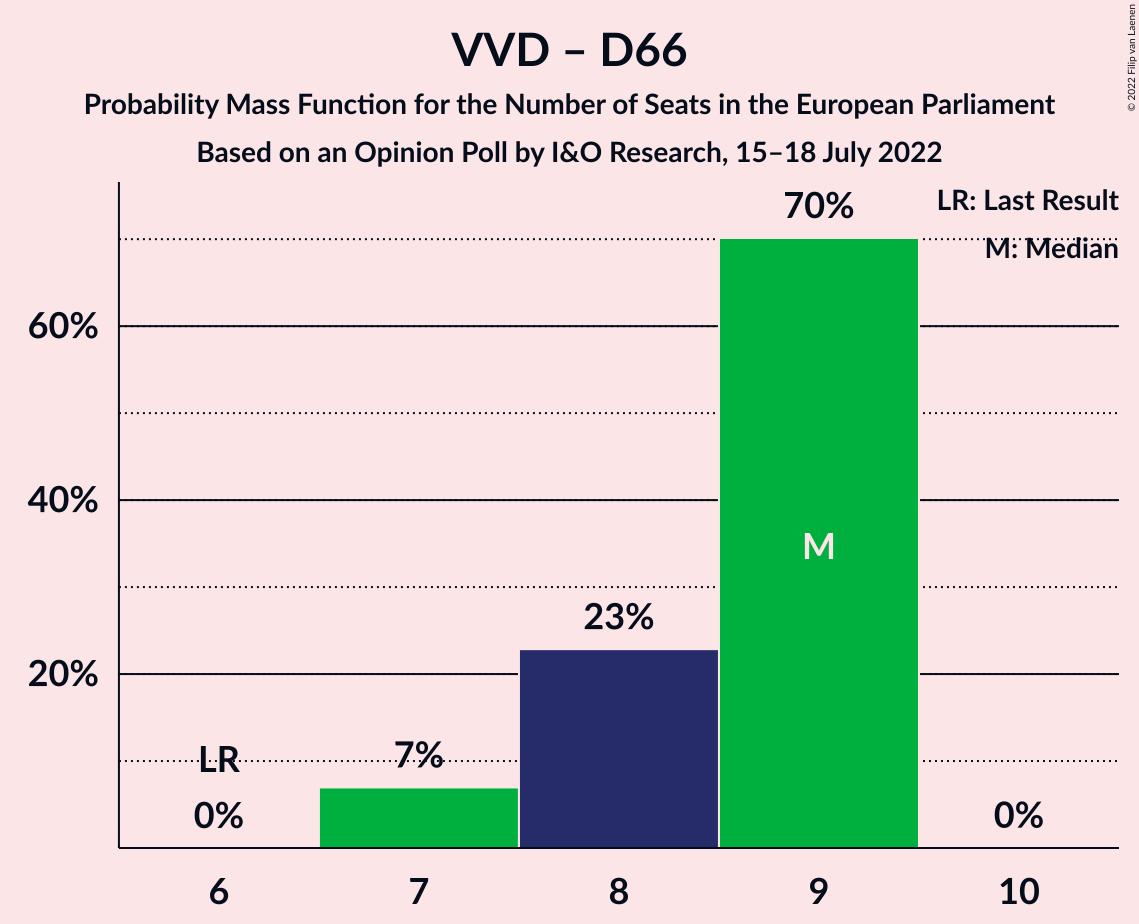 VVD – D66
Probability Mass Function for the Number of Seats in the European Parliament
Based on an Opinion Poll by I&O Research, 15–18 July 2022
© 2022 Filip van Laenen
LR: Last Result
M: Median
70%
60%
40%
20%
M
23%
LR
7%
0%
0%
6
7
8
9
10